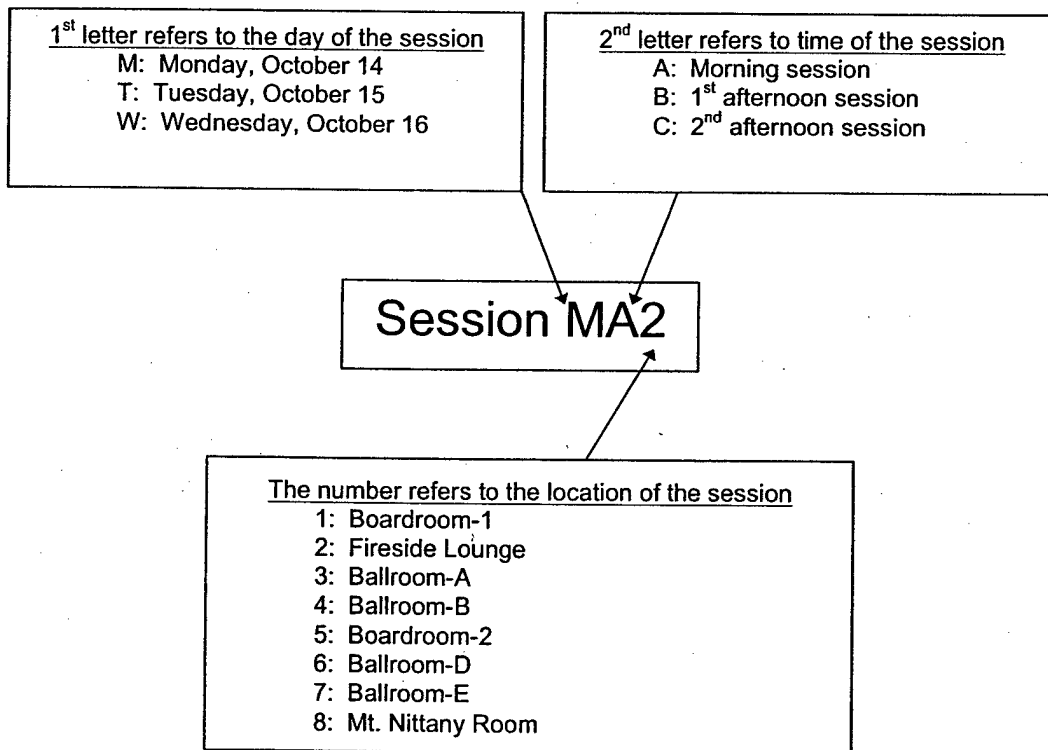 1st letter refers to the day of the session
M: Monday, October 14
T: Tuesday, October 15
W: Wednesday, October 16
2nd letter refers to time of the session
A: Morning session
B: 1st afternoon session
C: 2nd afternoon session
Session MA2
The number refers to the location of the session
1: Boardroom-1
2: Fireside Lounge
3: Ballroom-A
4: Ballroom-B
5: Boardroom-2
6: Ballroom-D
7: Ballroom-E
8: Mt. Nittany Room